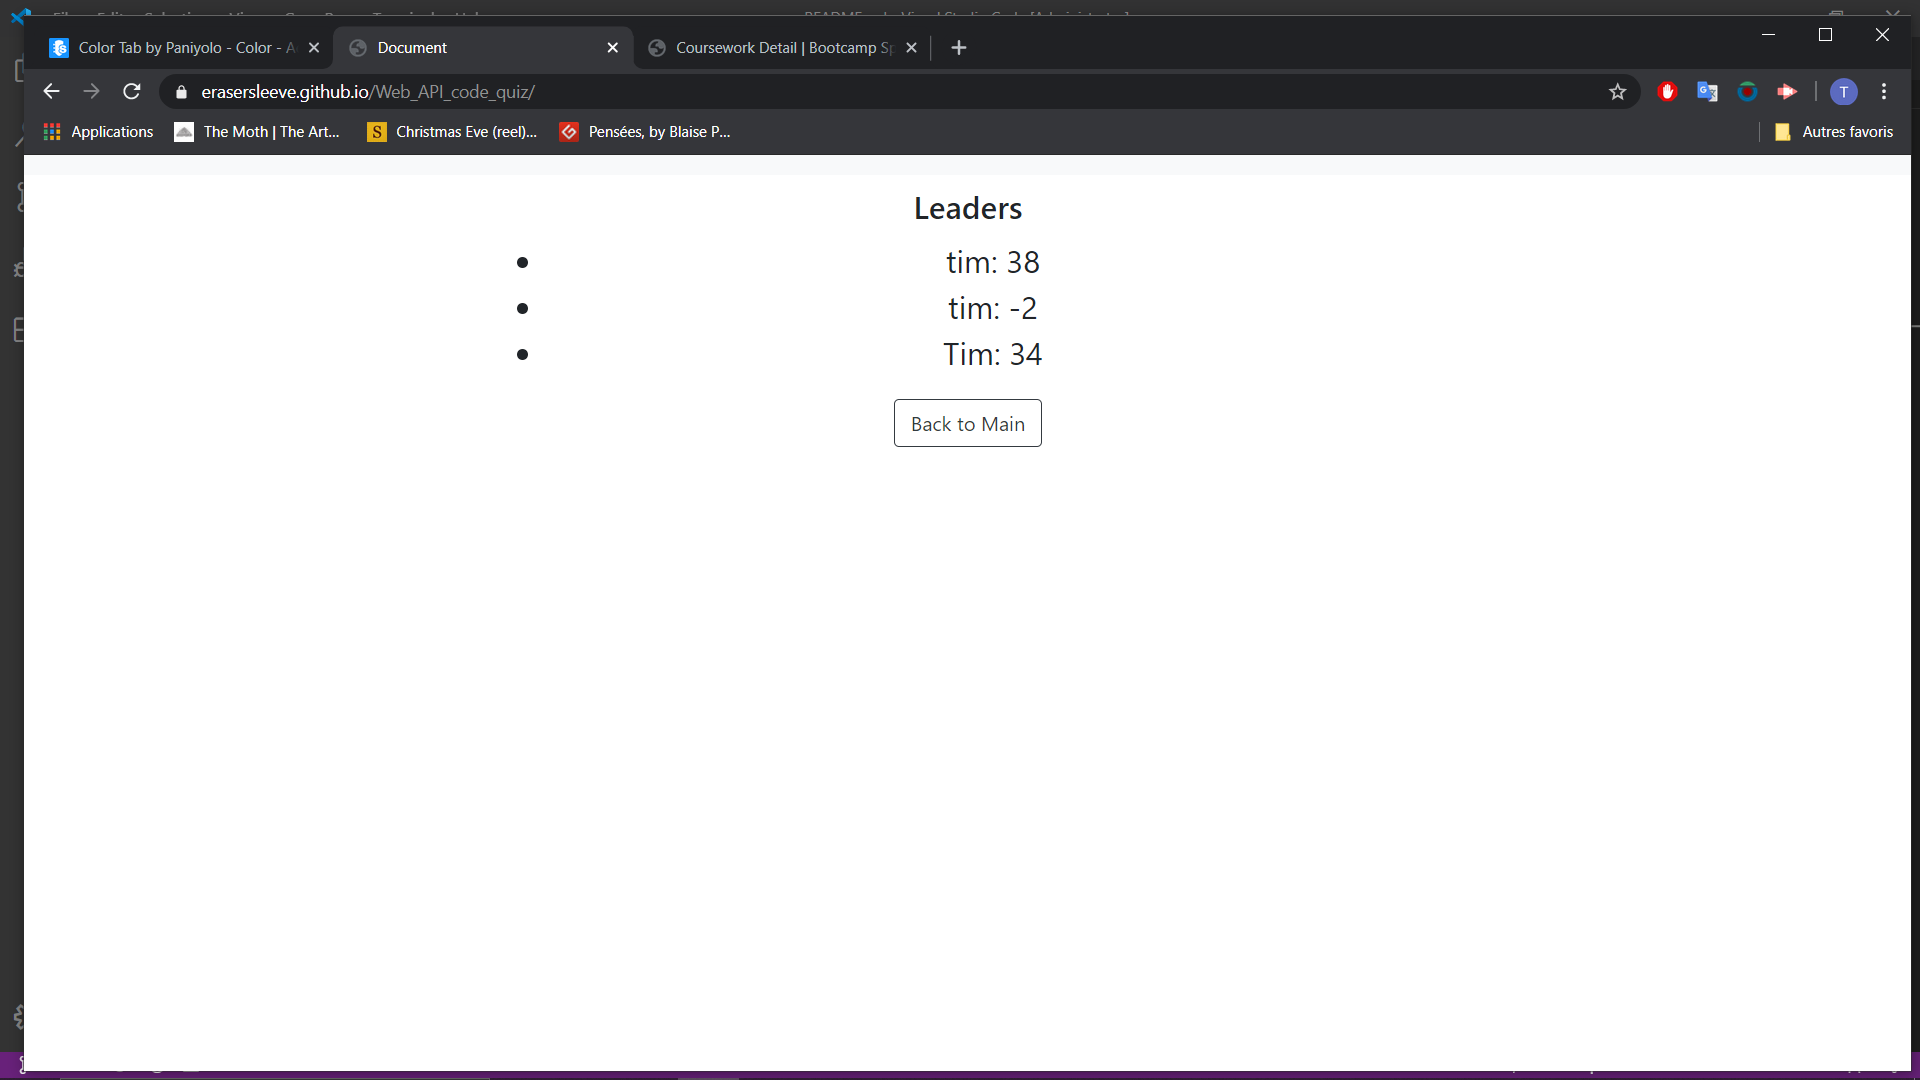 Color Tab by Paniyolo - Color - A
Document
Coursework Detail | Bootcamp Sp
erasersleeve.github.io/Web_API_code_quiz/
T
Applications
The Moth | The Art...
S
Christmas Eve (reel)...
Pensées, by Blaise P...
Autres favoris
Leaders
tim: 38
tim: -2
Tim: 34
Back to Main